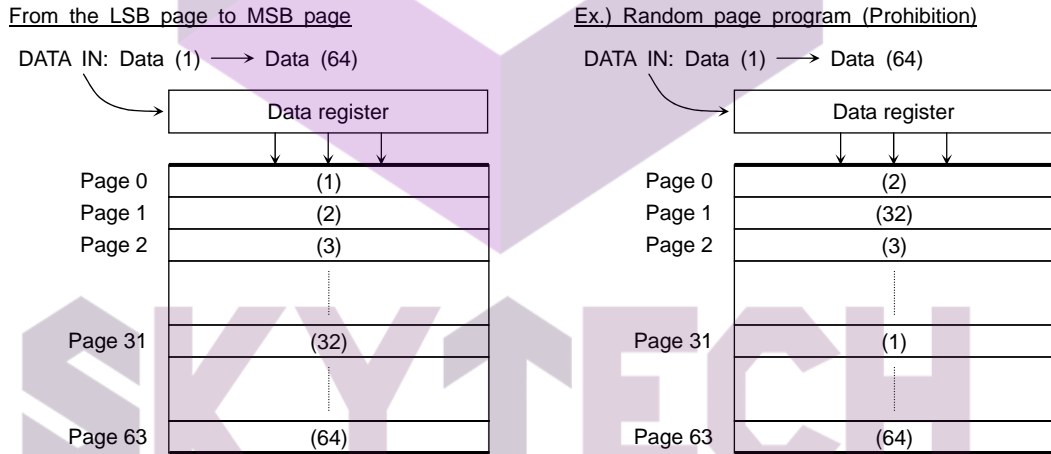 From the LSB page to MSB page
DATA IN: Data (1) → Data (64)
Data register
Page 0 (1)
Page 1 (2)
Page 2 (3)
Page 31 (32)
Page 63 (64)
Ex.) Random page program (Prohibition)
DATA IN: Data (1) → Data (64)
Data register
Page 0 (2)
Page 1 (32)
Page 2 (3)
Page 31 (1)
Page 63 (64)
SKYTECH